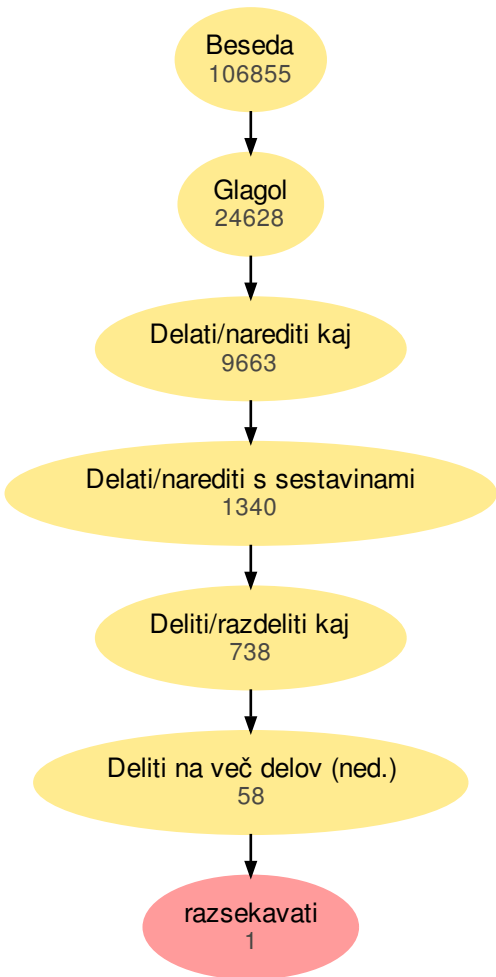 Beseda
106855
Glagol
24628
Delati/narediti kaj
9663
Delati/narediti s sestavinami
1340
Deliti/razdeliti kaj
738
Deliti na več delov (ned.)
58
razsekavati
1